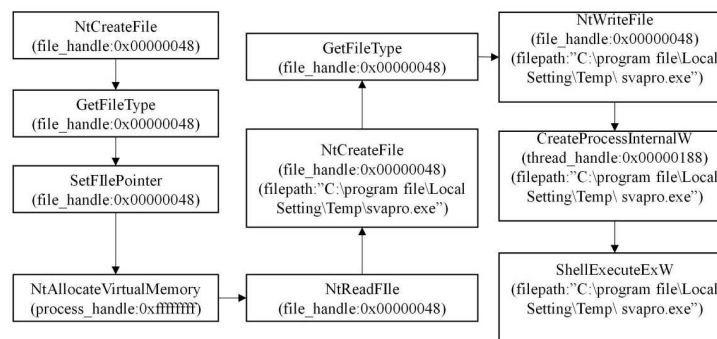 NtCreateFile
(file_handle:0x00000048)
GetFileType
(file_handle:0x00000048)
SetFIlePointer
(file_handle:0x00000048)
NtAllocateVirtualMemory
(process_handle:0xffffffff)
NtReadFIle
(file_handle:0x00000048)
NtCreateFile
(file_handle:0x00000048)
(filepath:”C:\program file\Local
Setting\Temp\svapro.exe”)
GetFileType
(file_handle:0x00000048)
NtWriteFile
(file_handle:0x00000048)
(filepath:”C:\program file\Local
Setting\Temp\ svapro.exe”)
CreateProcessInternalW
(thread_handle:0x00000188)
(filepath:”C:\program file\Local
Setting\Temp\ svapro.exe”)
ShellExecuteExW
(filepath:”C:\program file\Local
Setting\Temp\ svapro.exe”)